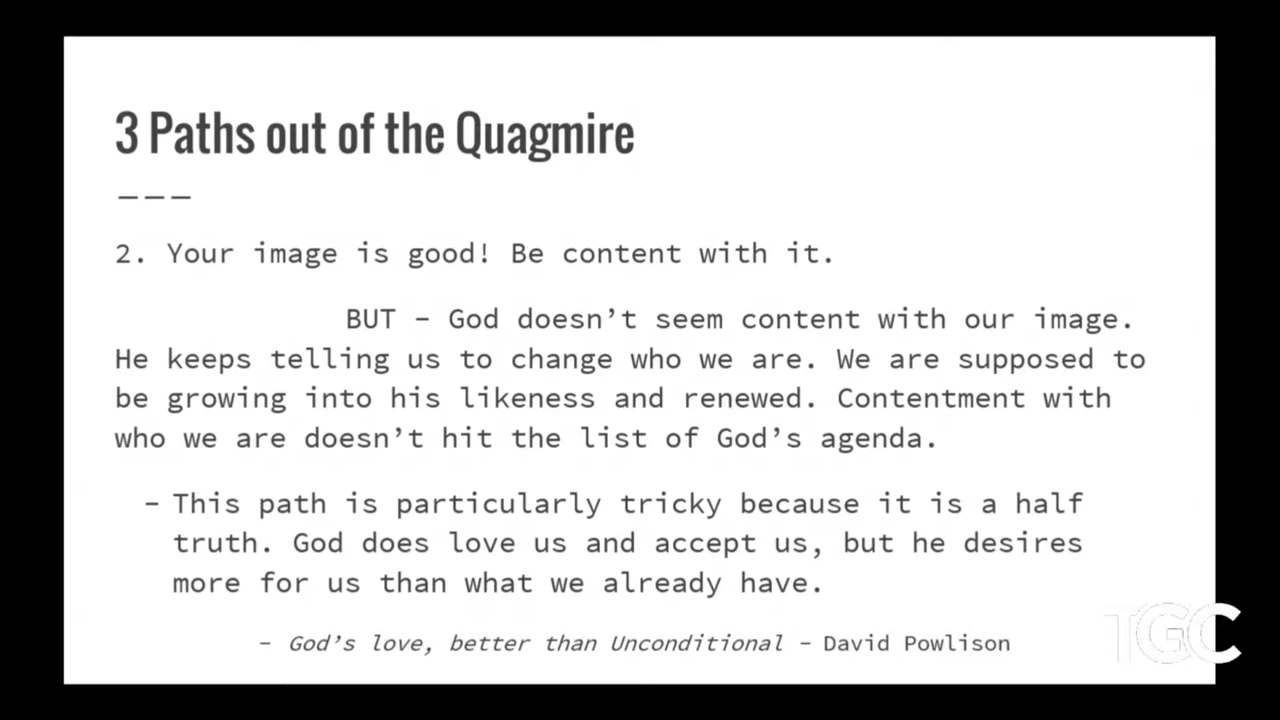 3 Paths out of the Quagmire
———
2. Your image is good! Be content with it.
BUT – God doesn’t seem content with our image.
He keeps telling us to change who we are. We are supposed to
be growing into his likeness and renewed. Contentment with
who we are doesn’t hit the list of God’s agenda.
– This path is particularly tricky because it is a half
truth. God does love us and accept us, but he desires
more for us than what we already have.
– God’s love, better than Unconditional – David Powlison
TGC